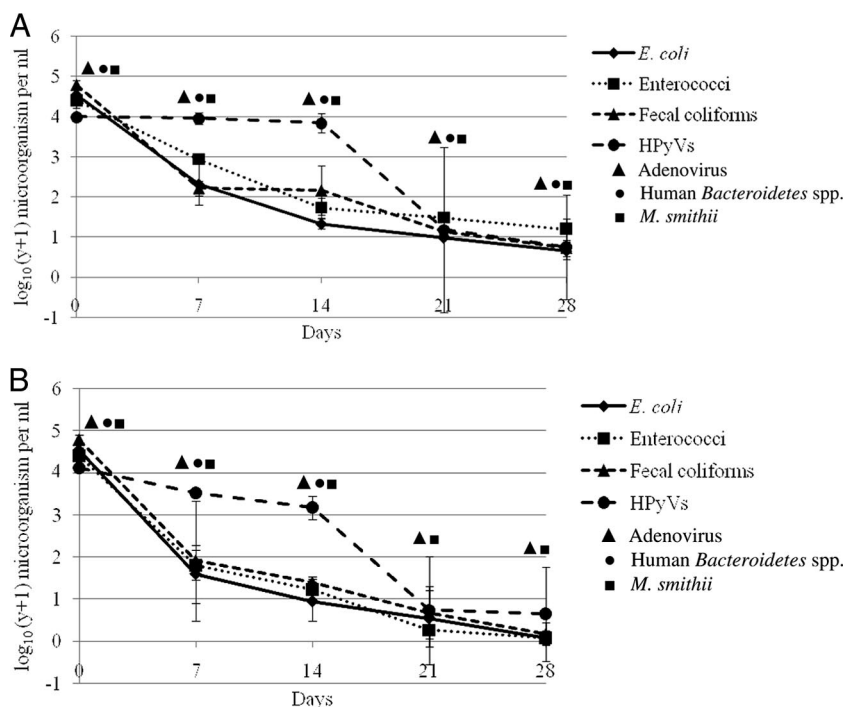 A
log10 (y+1) microorganism per ml
6
5
4
3
2
1
0
-1
0 7 14 21 28
Days
E. coli
Enterococci
Fecal coliforms
HPyVs
Adenovirus
Human Bacteroidetes spp.
M. smithii
B
log10 (y+1) microorganism per ml
6
5
4
3
2
1
0
-1
0 7 14 21 28
Days
E. coli
Enterococci
Fecal coliforms
HPyVs
Adenovirus
Human Bacteroidetes spp.
M. smithii